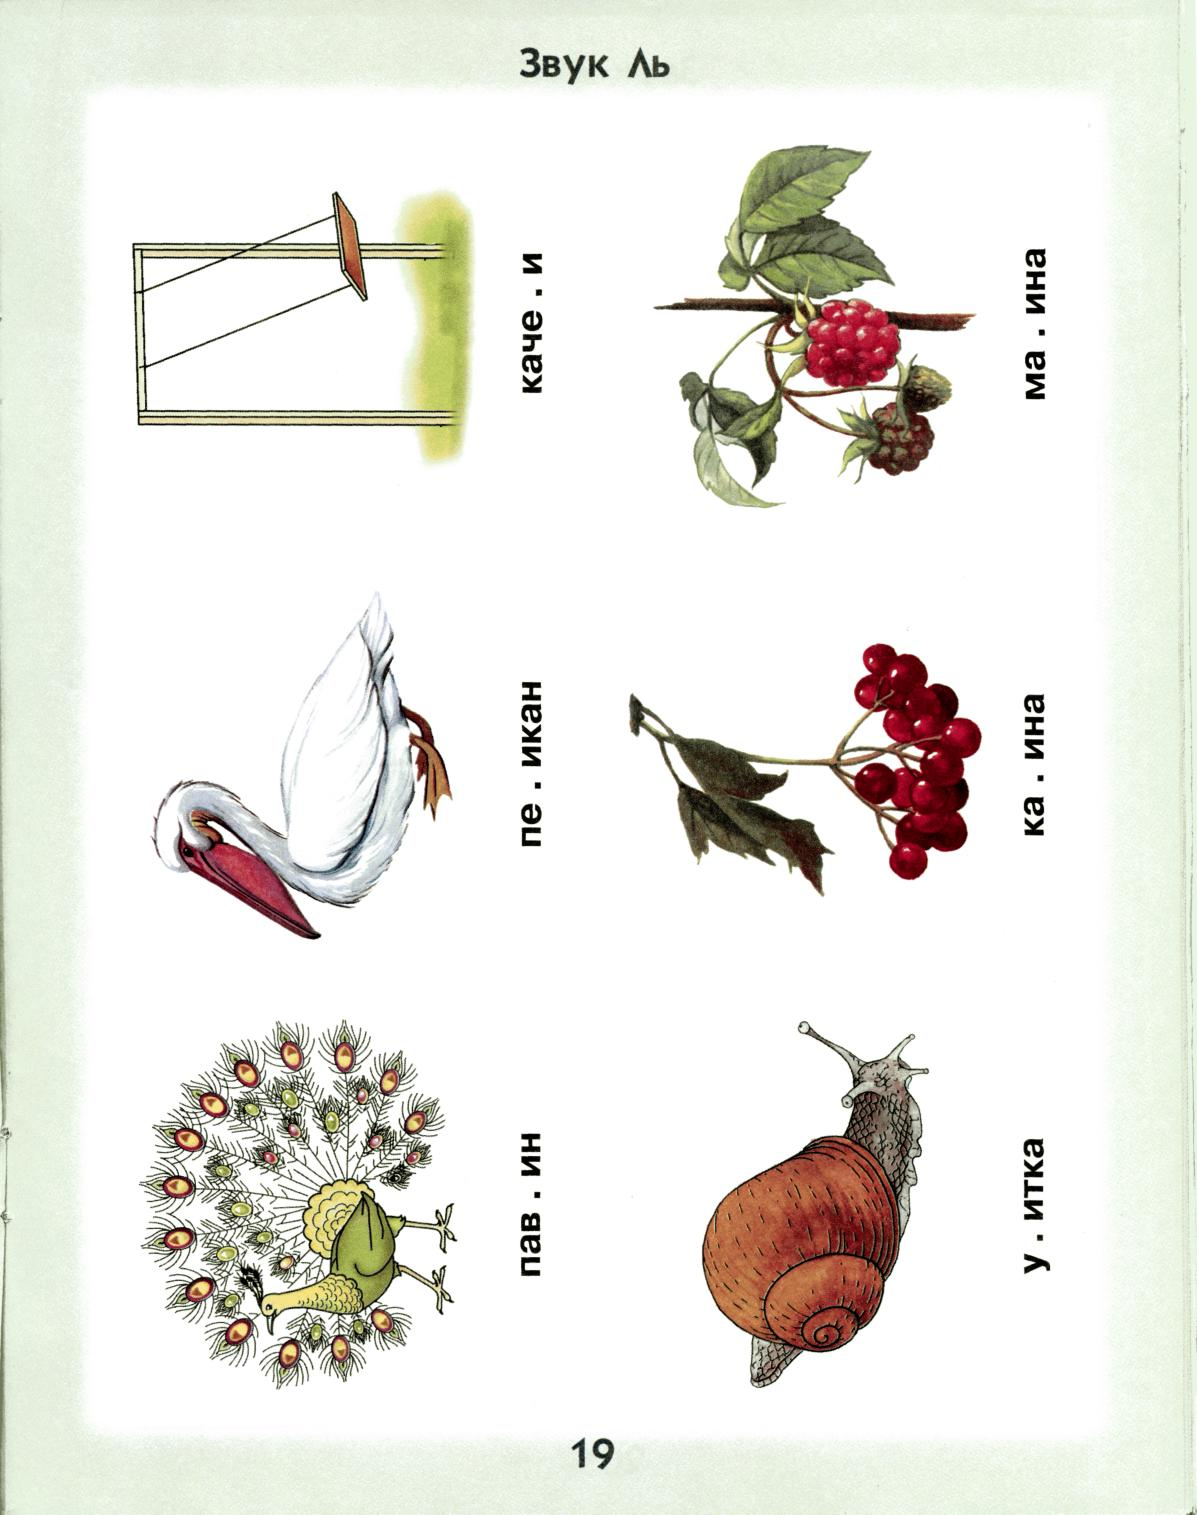 Звук Ль
пав . ин
пе . икан
каче . и
у . итка
ка . ина
ма . ина
19